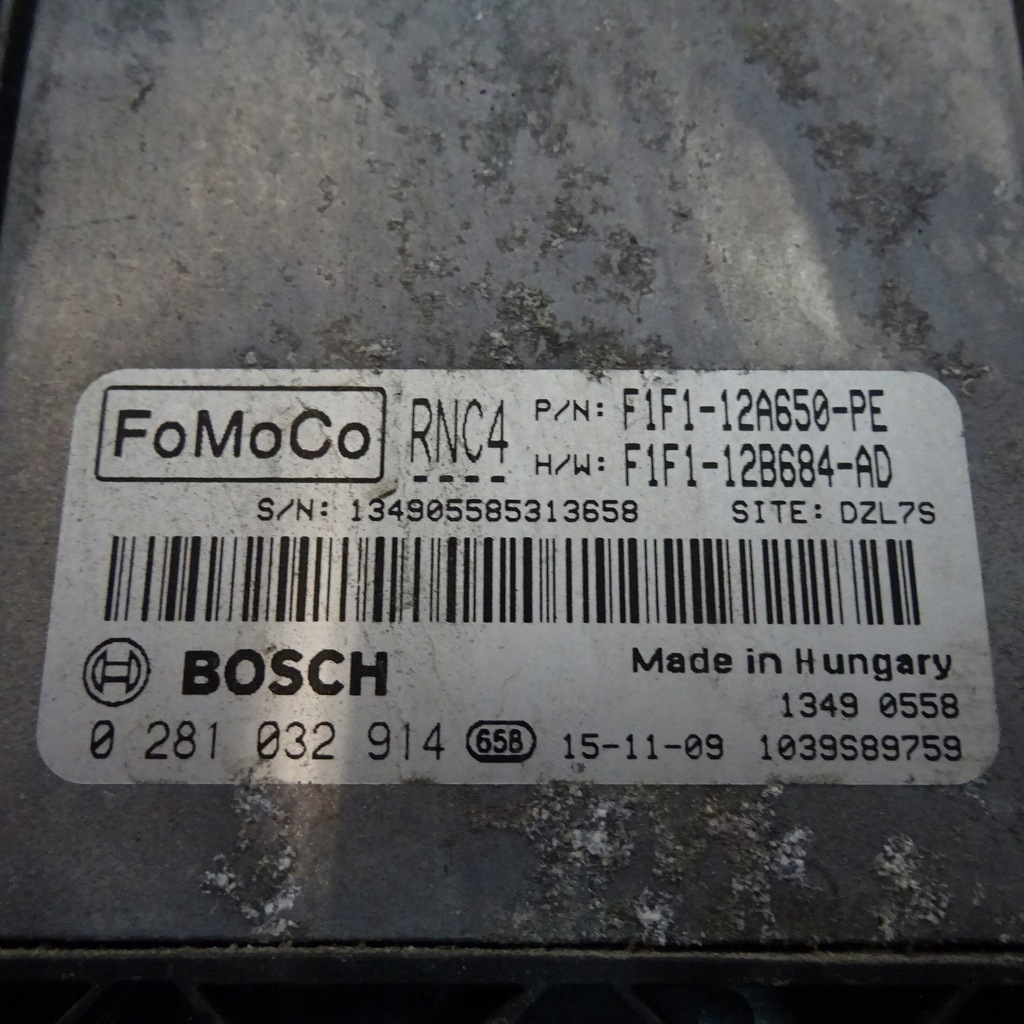 FoMoCo RNC4 P/N: F1F1-12A650-PE
H/W: F1F1-12B684-AD
S/N: 134905585313658 SITE: DZL7S
BOSCH Made in Hungary
1349 0558
0 281 032 914 65B 15-11-09 1039S89759